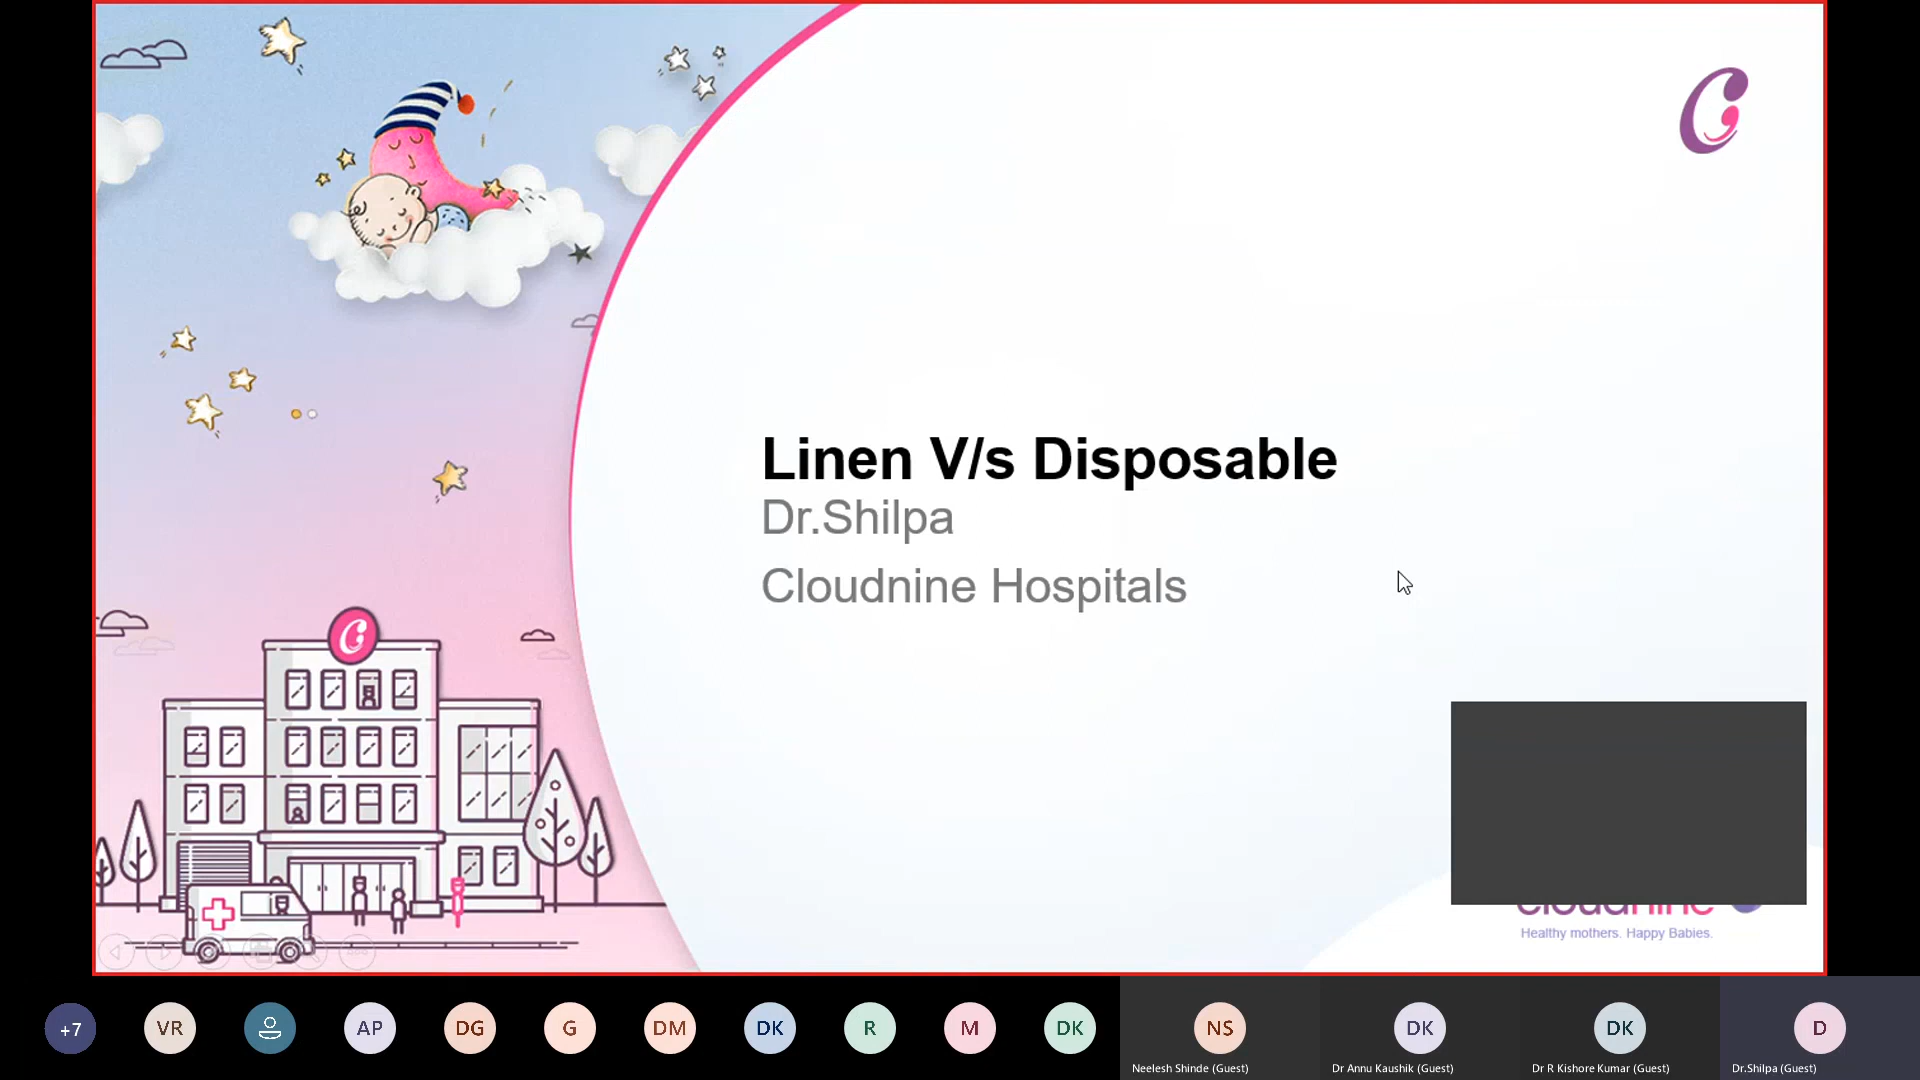 Linen V/s Disposable
Dr.Shilpa
Cloudnine Hospitals
Healthy mothers. Happy Babies.
+7
VR
AP
DG
G
DM
DK
R
M
DK
NS
DK
DK
D
Neelesh Shinde (Guest)
Dr Annu Kaushik (Guest)
Dr R Kishore Kumar (Guest)
Dr.Shilpa (Guest)